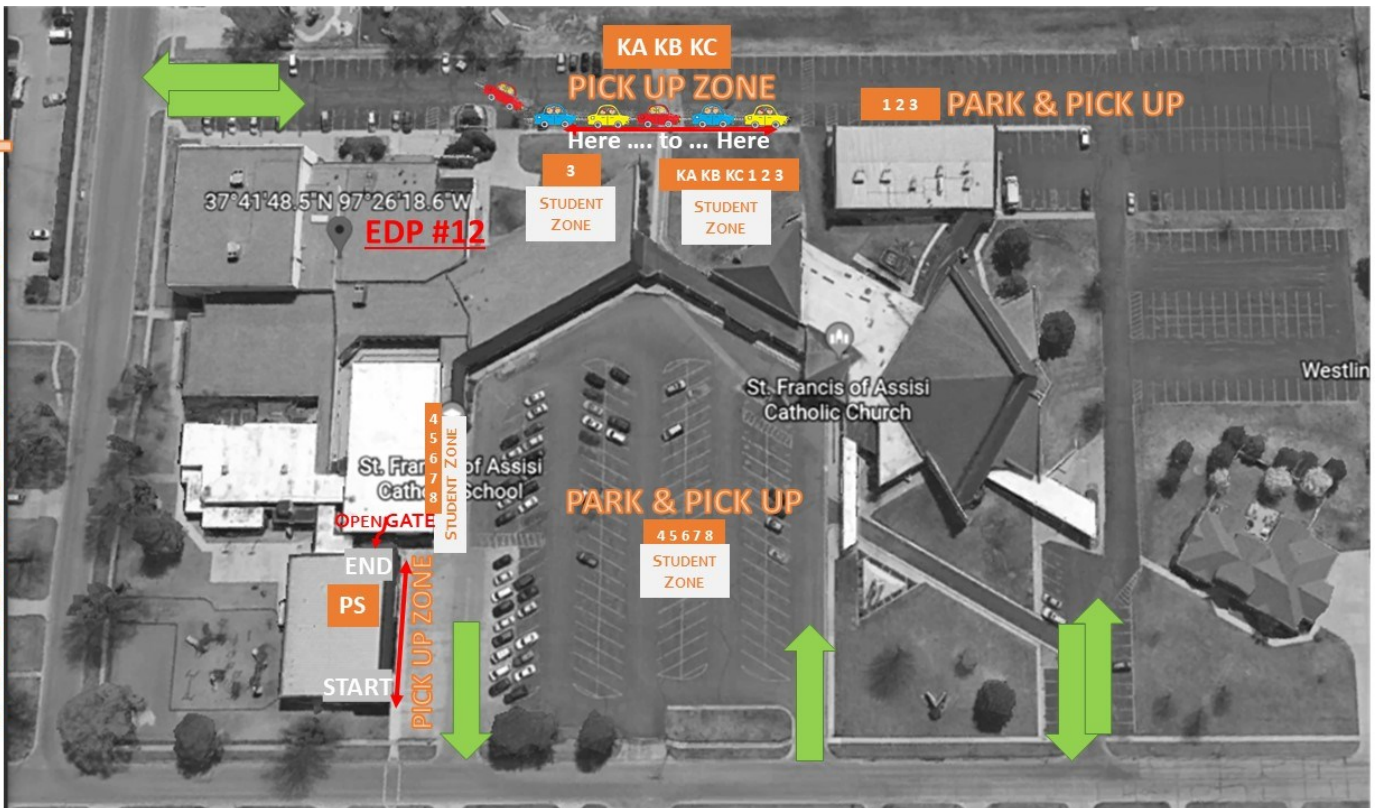 KA KB KC
PICK UP ZONE
1 2 3
PARK & PICK UP
Here .... to ... Here
3
STUDENT
ZONE
KA KB KC 1 2 3
STUDENT
ZONE
37°41'48.5"N 97°26'18.6"W
EDP #12
St. Francis of Assisi
Catholic Church
Westlin
4
5
6
7
8
STUDENT ZONE
St. Fran of Assisi
Cath School
OPEN GATE
PARK & PICK UP
4 5 6 7 8
STUDENT
ZONE
END
PS
START
PICK UP ZONE